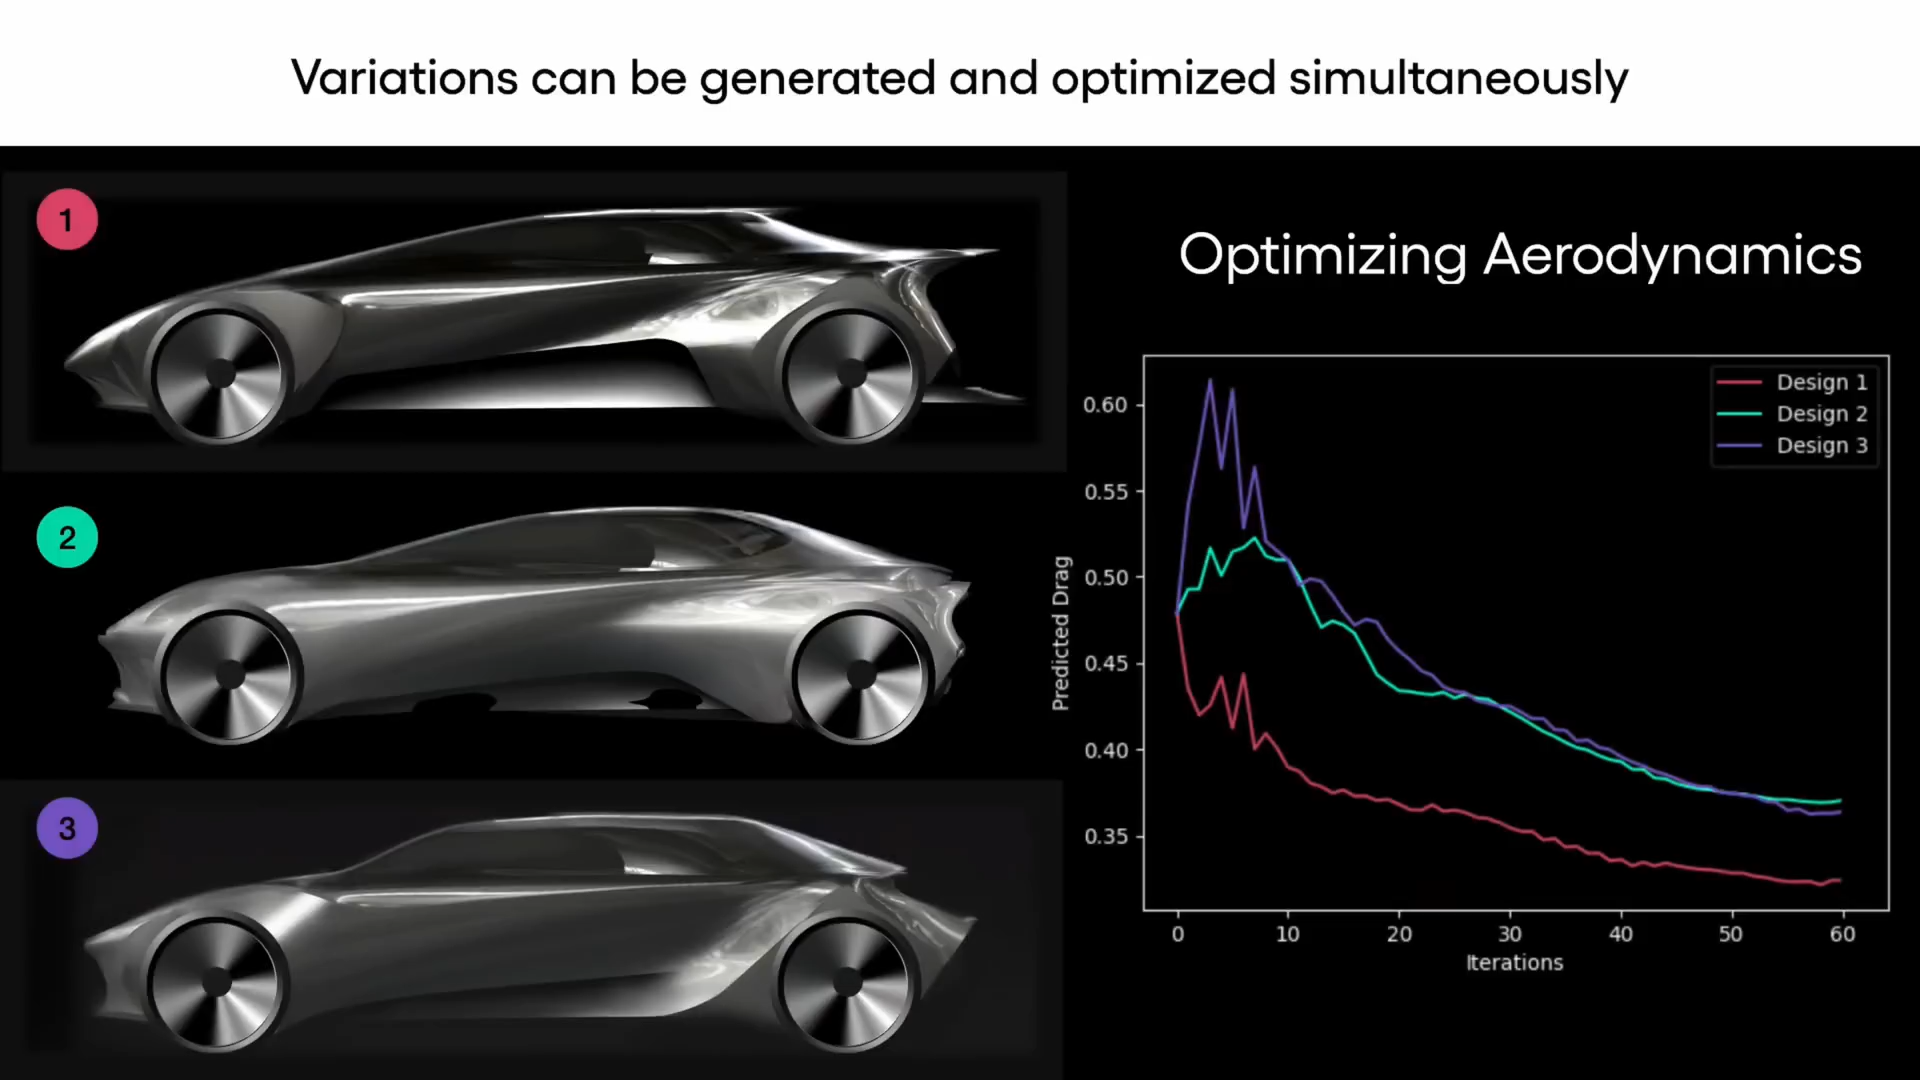 Variations can be generated and optimized simultaneously
1
2
3
Optimizing Aerodynamics
Design 1
Design 2
Design 3
Predicted Drag
0.60
0.55
0.50
0.45
0.40
0.35
0 10 20 30 40 50 60
Iterations